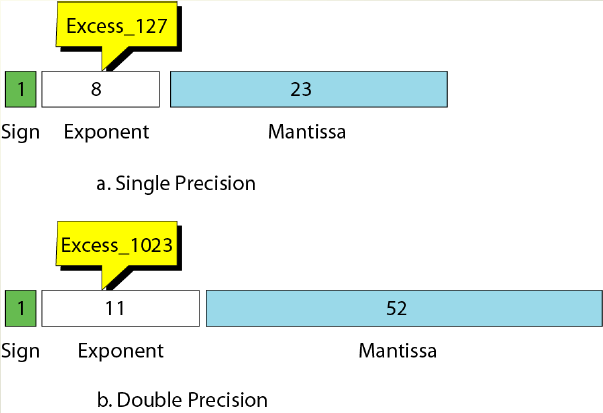 Excess_127
1 8 23
Sign Exponent Mantissa
a. Single Precision
Excess_1023
1 11 52
Sign Exponent Mantissa
b. Double Precision